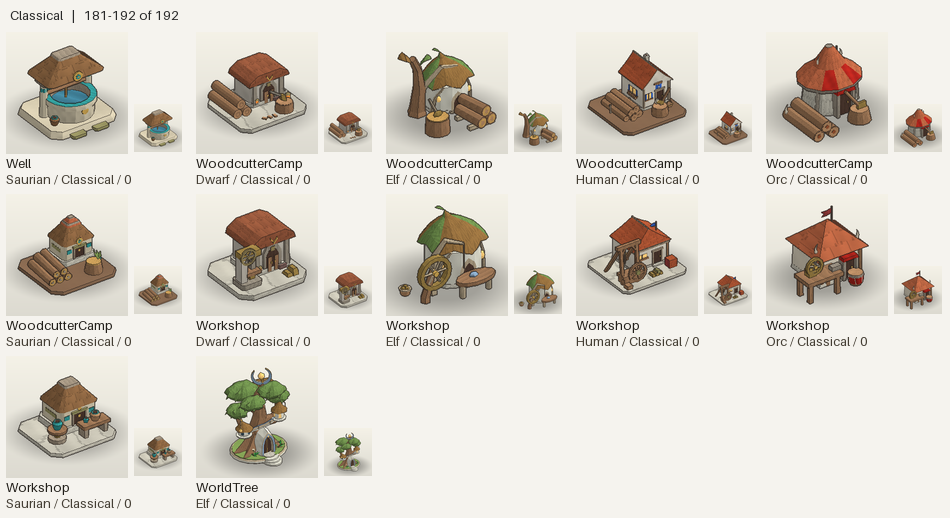 Classical | 181-192 of 192
Well
Saurian / Classical / 0
WoodcutterCamp
Dwarf / Classical / 0
WoodcutterCamp
Elf / Classical / 0
WoodcutterCamp
Human / Classical / 0
WoodcutterCamp
Orc / Classical / 0
WoodcutterCamp
Saurian / Classical / 0
Workshop
Dwarf / Classical / 0
Workshop
Elf / Classical / 0
Workshop
Human / Classical / 0
Workshop
Orc / Classical / 0
Workshop
Saurian / Classical / 0
WorldTree
Elf / Classical / 0